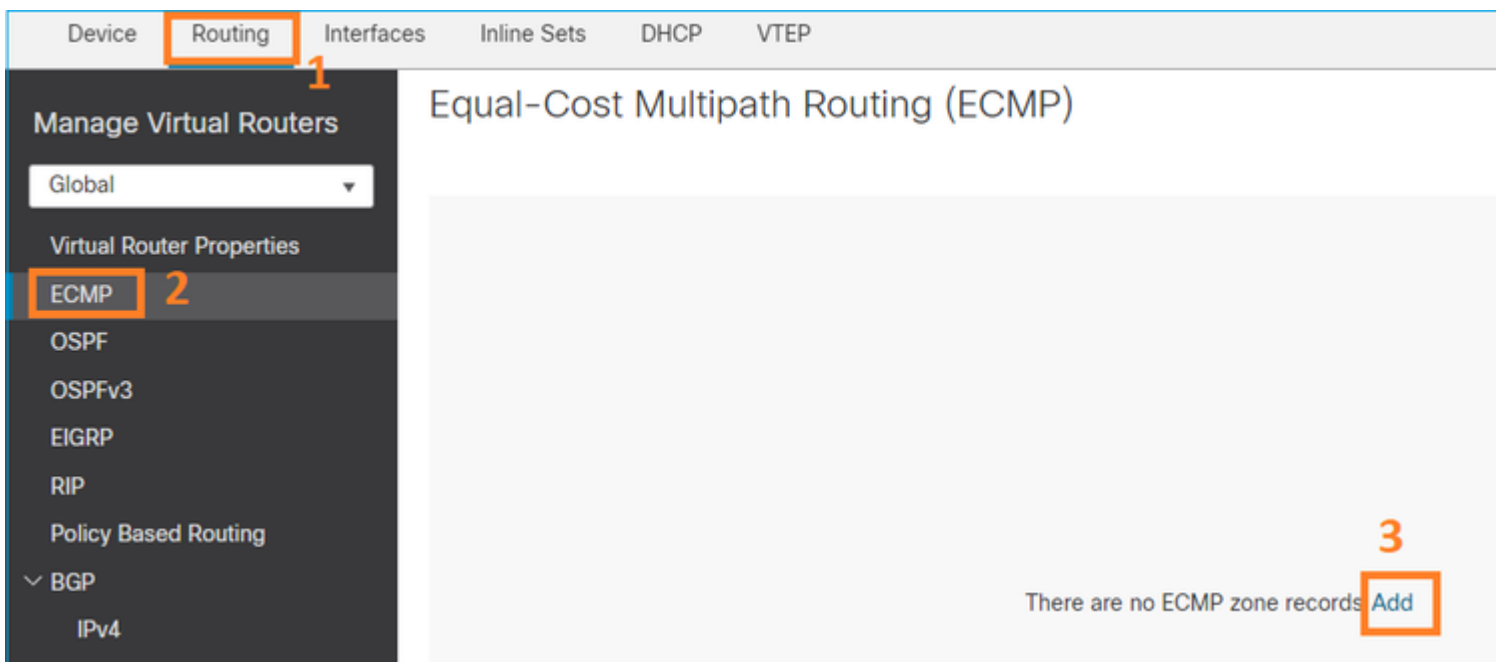 Device Routing Interfaces Inline Sets DHCP VTEP
1
Manage Virtual Routers
Global
Virtual Router Properties
ECMP 2
OSPF
OSPFv3
EIGRP
RIP
Policy Based Routing
BGP
IPv4
Equal-Cost Multipath Routing (ECMP)
3
There are no ECMP zone records Add